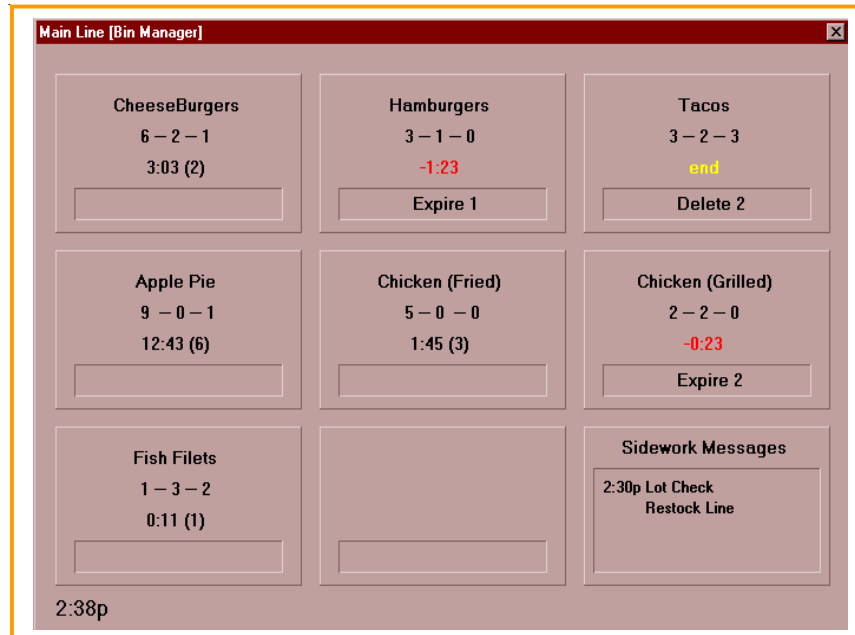 Main Line [Bin Manager]
CheeseBurgers
6 – 2 – 1
3:03 (2)
Hamburgers
3 – 1 – 0
-1:23
Expire 1
Tacos
3 – 2 – 3
end
Delete 2
Apple Pie
9 – 0 – 1
12:43 (6)
Chicken (Fried)
5 – 0 – 0
1:45 (3)
Chicken (Grilled)
2 – 2 – 0
-0:23
Expire 2
Fish Filets
1 – 3 – 2
0:11 (1)
Sidework Messages
2:30p Lot Check
Restock Line
2:38p